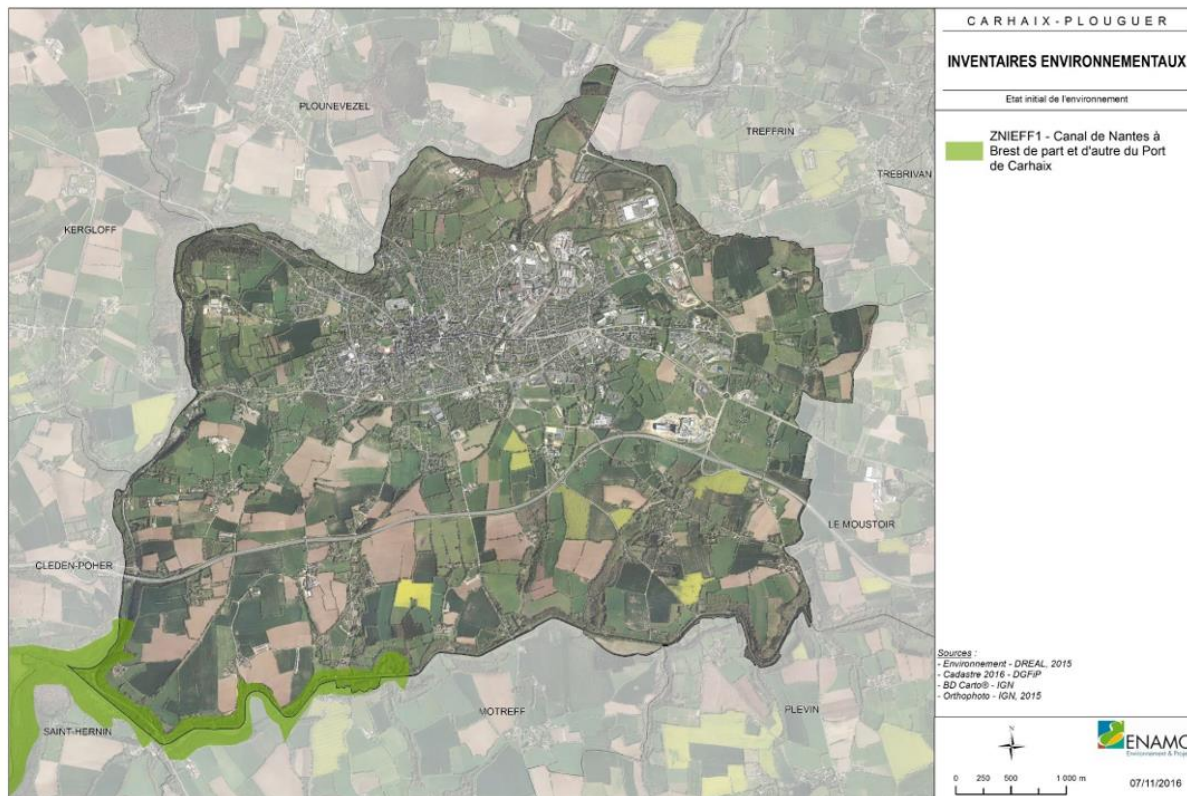 CARHAIX-PLOUGUER
INVENTAIRES ENVIRONNEMENTAUX
Etat initial de l'environnement
ZNIEFF1 - Canal de Nantes à
Brest de part et d'autre du Port
de Carhaix
PLOUNEVEZEL
TREFFRIN
TREBRIVAN
KERGLOFF
LE MOUSTOIR
CLEDEN-POHER
SAINT-HERNIN
MOTREFF
PLEVIN
Sources :
- Environnement - DREAL, 2015
- Cadastre 2016 - DGFiP
- BD Carto® - IGN
- Orthophoto - IGN, 2015
N
ENAMO
Environnement &
0 250 500 1 000 m
07/11/2016